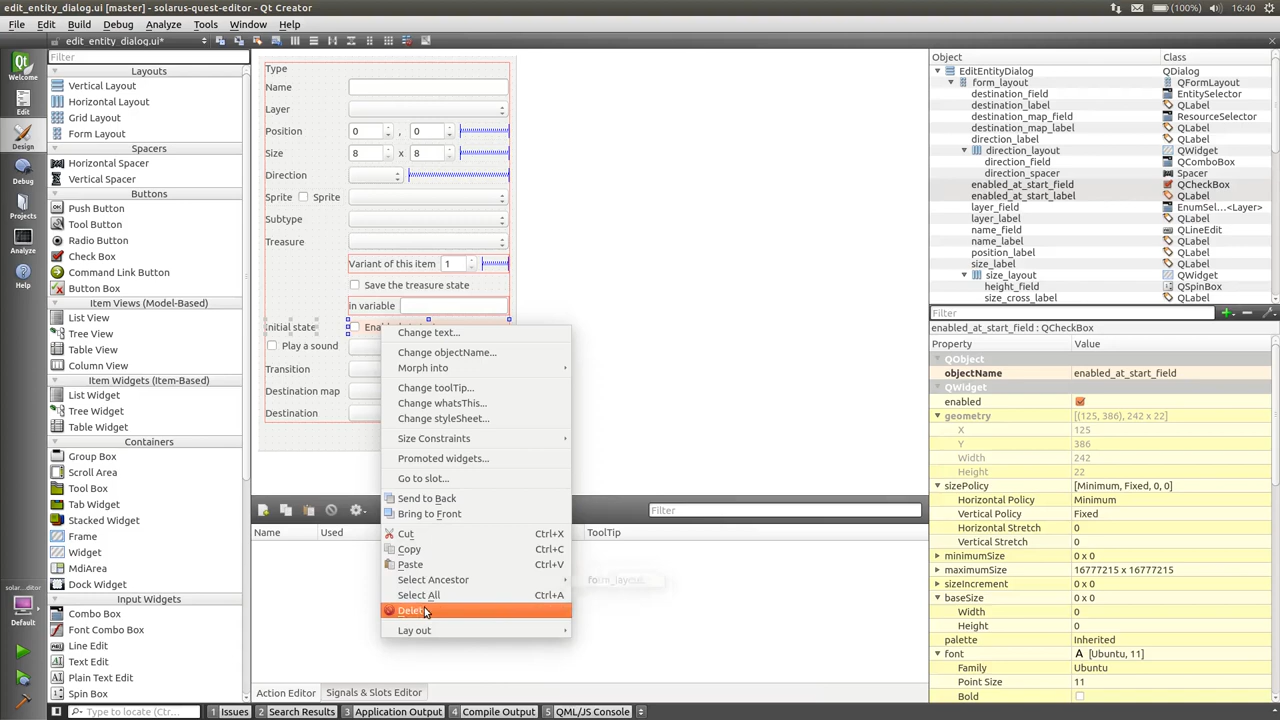 edit_entity_dialog.ui [master] - solarus-quest-editor - Qt Creator
(100%) 16:40
File Edit Build Debug Analyze Tools Window Help
edit_entity_dialog.ui*
Object Class
Filter
Welcome
Edit
Design
Debug
Projects
Analyze
Help
solar...ditor
Default
Layouts
Vertical Layout
Horizontal Layout
Grid Layout
Form Layout
Spacers
Horizontal Spacer
Vertical Spacer
Buttons
Push Button
Tool Button
Radio Button
Check Box
Command Link Button
Button Box
Item Views (Model-Based)
List View
Tree View
Table View
Column View
Item Widgets (Item-Based)
List Widget
Tree Widget
Table Widget
Containers
Group Box
Scroll Area
Tool Box
Tab Widget
Stacked Widget
Frame
Widget
MdiArea
Dock Widget
Input Widgets
Combo Box
Font Combo Box
Line Edit
Text Edit
Plain Text Edit
Spin Box
Type
Name
Layer
Position 0 , 0
Size 8 x 8
Direction
Sprite Sprite
Subtype
Treasure
Variant of this item 1
Save the treasure state
in variable
Initial state
Play a sound
Transition
Destination map
Destination
Change text...
Change objectName...
Morph into
Change toolTip...
Change whatsThis...
Change styleSheet...
Size Constraints
Promoted widgets...
Go to slot...
Send to Back
Bring to Front
Cut Ctrl+X
Copy Ctrl+C
Paste Ctrl+V
Select Ancestor
Select All Ctrl+A
Delete
Lay out
Filter
Name Used ToolTip
form_layout
Action Editor Signals & Slots Editor
EditEntityDialog QDialog
form_layout QFormLayout
destination_field EntitySelector
destination_label QLabel
destination_map_field ResourceSelector
destination_map_label QLabel
direction_label QLabel
direction_layout QWidget
direction_field QComboBox
direction_spacer Spacer
enabled_at_start_field QCheckBox
enabled_at_start_label QLabel
layer_field EnumSel...<Layer>
layer_label QLabel
name_field QLineEdit
name_label QLabel
position_label QLabel
size_label QLabel
size_layout QWidget
height_field QSpinBox
size_cross_label QLabel
Filter
enabled_at_start_field : QCheckBox
Property Value
QObject
objectName enabled_at_start_field
QWidget
enabled
geometry [(125, 386), 242 x 22]
X 125
Y 386
Width 242
Height 22
sizePolicy [Minimum, Fixed, 0, 0]
Horizontal Policy Minimum
Vertical Policy Fixed
Horizontal Stretch 0
Vertical Stretch 0
minimumSize 0 x 0
maximumSize 16777215 x 16777215
sizeIncrement 0 x 0
baseSize 0 x 0
Width 0
Height 0
palette Inherited
font A [Ubuntu, 11]
Family Ubuntu
Point Size 11
Bold
Type to locate (Ctrl... 1 Issues 2 Search Results 3 Application Output 4 Compile Output 5 QML/JS Console